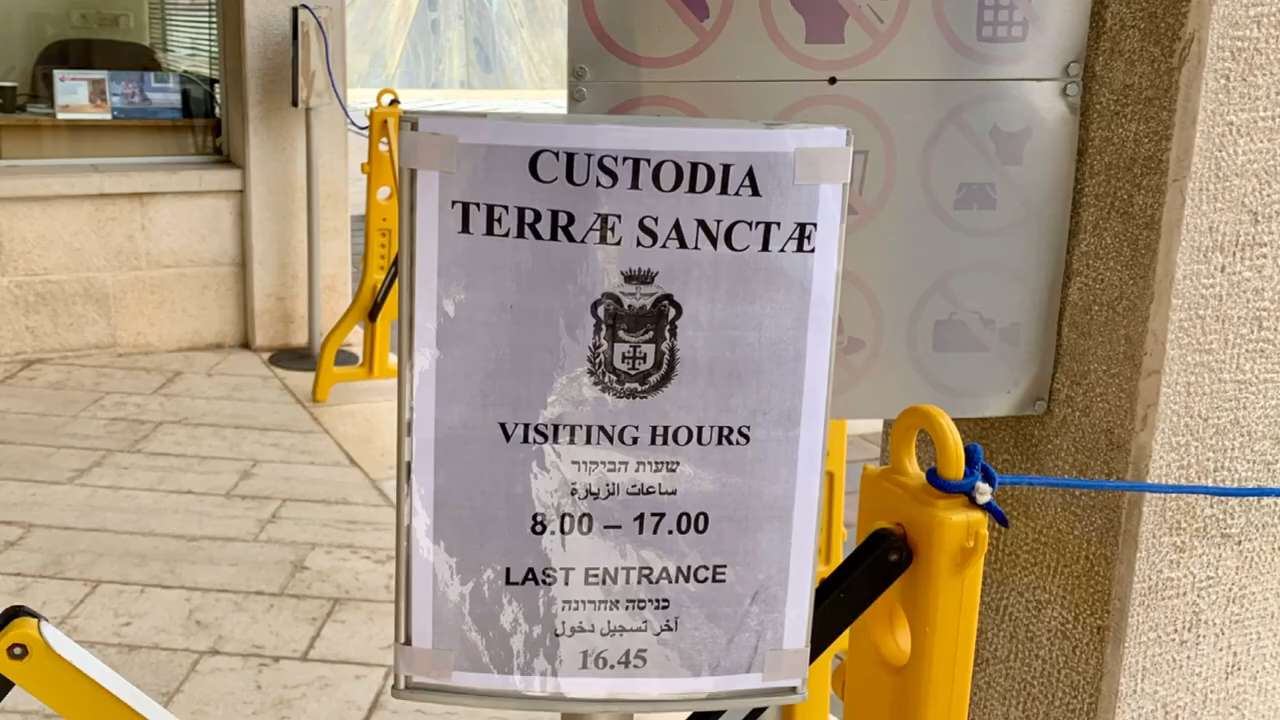 CUSTODIA
TERRÆ SANCTÆ
VISITING HOURS
שעות הביקור
ساعات الزيارة
8.00 – 17.00
LAST ENTRANCE
כניסה אחרונה
آخر تسجيل دخول
16.45